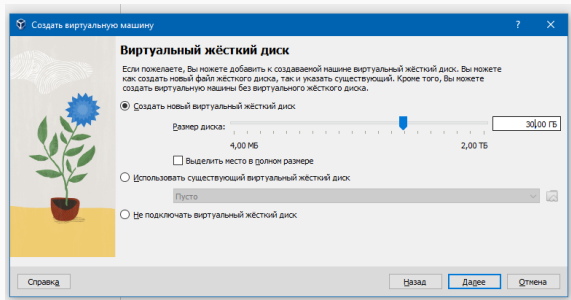 Создать виртуальную машину
Виртуальный жёсткий диск
Если пожелаете, Вы можете добавить к создаваемой машине виртуальный жёсткий диск. Вы можете
как создать новый файл жёсткого диска, так и указать существующий. Кроме того, Вы можете
создать виртуальную машину без виртуального жёсткого диска.
Создать новый виртуальный жёсткий диск
Размер диска:
30,00 ГБ
4,00 МБ
2,00 ТБ
Выделить место в полном размере
Использовать существующий виртуальный жёсткий диск
Пусто
Не подключать виртуальный жёсткий диск
Справка
Назад
Далее
Отмена